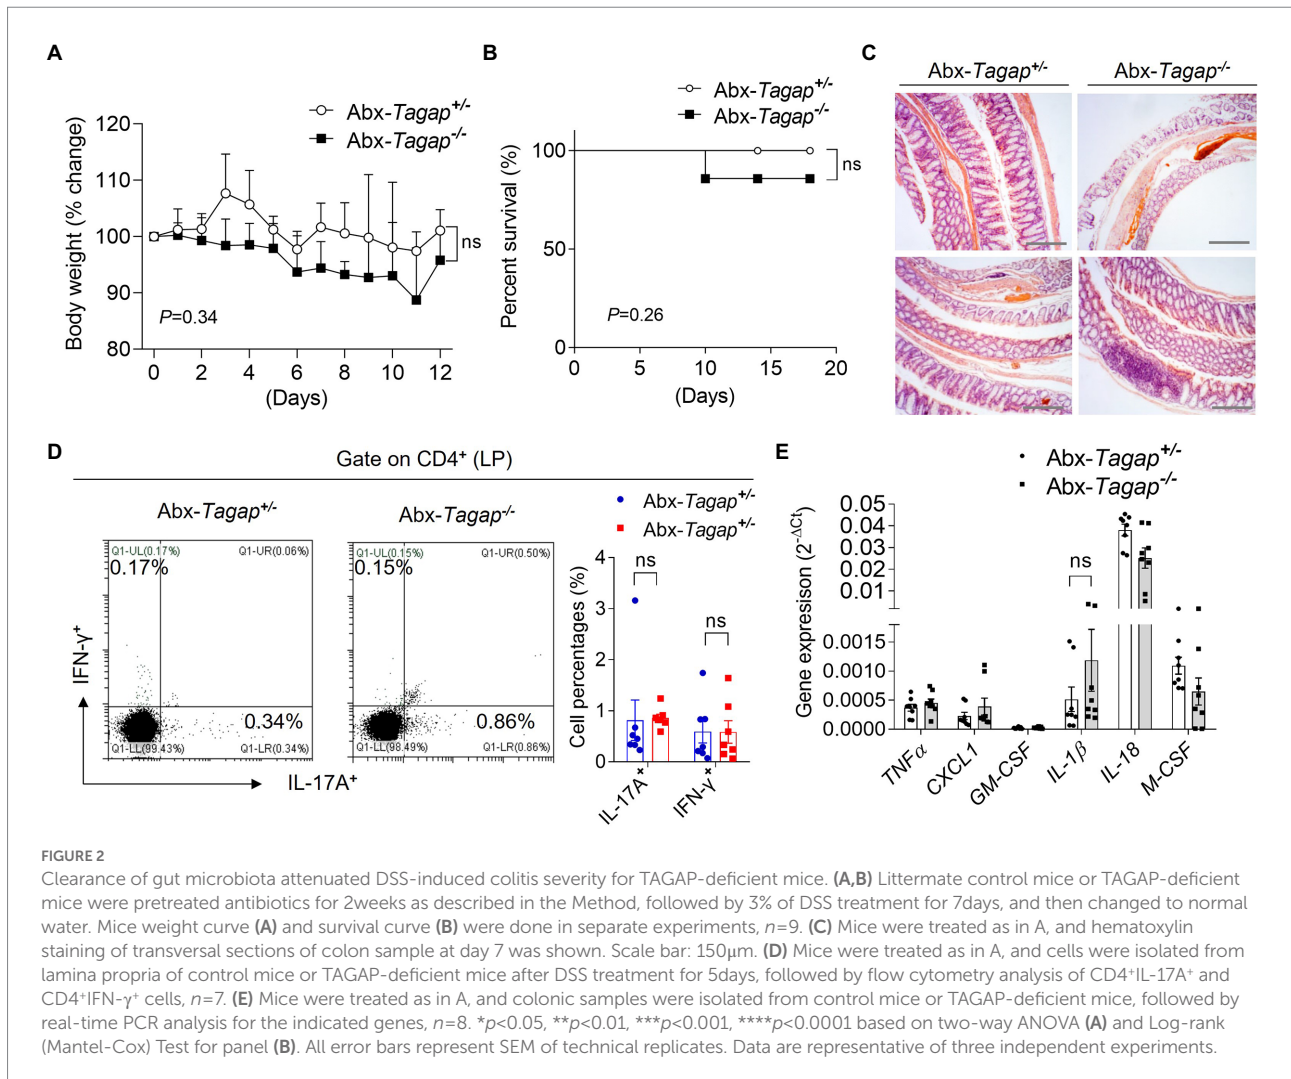 A
Abx-Tagap+/-
Abx-Tagap-/-
120
110
100
90
80
Body weight (% change)
ns
P=0.34
0 2 4 6 8 10 12
(Days)
B
Abx-Tagap+/-
Abx-Tagap-/-
100
50
0
Percent survival (%)
ns
P=0.26
0 5 10 15 20
(Days)
C
Abx-Tagap+/- Abx-Tagap-/-
D
Gate on CD4+ (LP)
Abx-Tagap+/- Abx-Tagap-/-
Q1-UL(0.17%) Q1-UR(0.06%)
0.17%
0.34%
Q1-LL(99.43%) Q1-LR(0.34%)
Q1-UL(0.15%) Q1-UR(0.50%)
0.15%
0.86%
Q1-LL(98.49%) Q1-LR(0.86%)
IFN-γ+
IL-17A+
Abx-Tagap+/-
Abx-Tagap+/-
4
3
2
1
0
Cell percentages (%)
ns
ns
IL-17A+ IFN-γ+
E
Abx-Tagap+/-
Abx-Tagap-/-
0.05
0.04
0.03
0.02
0.01
0.0015
0.0010
0.0005
0.0000
Gene expresison (2-ΔCt)
ns
TNFα CXCL1 GM-CSF IL-1β IL-18 M-CSF
FIGURE 2
Clearance of gut microbiota attenuated DSS-induced colitis severity for TAGAP-deficient mice. (A,B) Littermate control mice or TAGAP-deficient
mice were pretreated antibiotics for 2weeks as described in the Method, followed by 3% of DSS treatment for 7days, and then changed to normal
water. Mice weight curve (A) and survival curve (B) were done in separate experiments, n=9. (C) Mice were treated as in A, and hematoxylin
staining of transversal sections of colon sample at day 7 was shown. Scale bar: 150μm. (D) Mice were treated as in A, and cells were isolated from
lamina propria of control mice or TAGAP-deficient mice after DSS treatment for 5days, followed by flow cytometry analysis of CD4+IL-17A+ and
CD4+IFN-γ+ cells, n=7. (E) Mice were treated as in A, and colonic samples were isolated from control mice or TAGAP-deficient mice, followed by
real-time PCR analysis for the indicated genes, n=8. *p<0.05, **p<0.01, ***p<0.001, ****p<0.0001 based on two-way ANOVA (A) and Log-rank
(Mantel-Cox) Test for panel (B). All error bars represent SEM of technical replicates. Data are representative of three independent experiments.